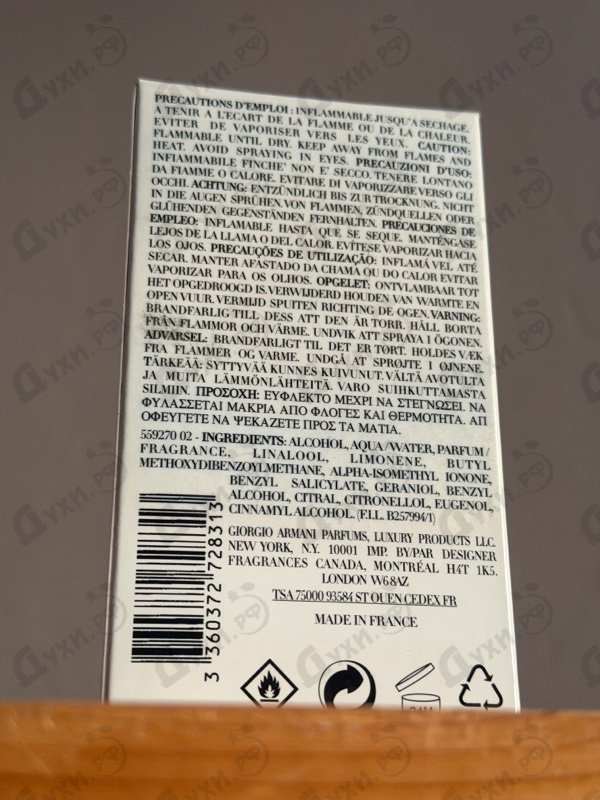 PRECAUTIONS D'EMPLOI : INFLAMMABLE JUSQU'A SECHAGE.
A TENIR A L'ECART DE LA FLAMME OU DE LA CHALEUR.
EVITER DE VAPORISER VERS LES YEUX. CAUTION:
FLAMMABLE UNTIL DRY. KEEP AWAY FROM FLAMES AND
HEAT. AVOID SPRAYING IN EYES. PRECAUZIONI D'USO:
INFIAMMABILE FINCHE' NON E' SECCO. TENERE LONTANO
DA FIAMME O CALORE. EVITARE DI VAPORIZZARE VERSO GLI
OCCHI. ACHTUNG: ENTZÜNDLICH BIS ZUR TROCKNUNG. NICHT
IN DIE AUGEN SPRÜHEN. VON FLAMMEN, ZÜNDQUELLEN ODER
GLÜHENDEN GEGENSTÄNDEN FERNHALTEN. PRECAUCIONES DE
EMPLEO: INFLAMABLE HASTA QUE SE SEQUE. MANTÉNGASE
LEJOS DE LA LLAMA O DEL CALOR. EVÍTESE VAPORIZAR HACIA
LOS OJOS. PRECAUÇÕES DE UTILIZAÇÃO: INFLAMÁVEL ATÉ
SECAR. MANTER AFASTADO DA CHAMA OU DO CALOR EVITAR
VAPORIZAR PARA OS OLHOS. OPGELET: ONTVLAMBAAR TOT
HET OPGEDROOGD IS. VERWIJDERD HOUDEN VAN WARMTE EN
OPEN VUUR. VERMIJD SPUITEN RICHTING DE OGEN. VARNING:
BRANDFARLIG TILL DESS ATT DEN ÄR TORR. HÅLL BORTA
FRÅN FLAMMOR OCH VÄRME. UNDVIK ATT SPRAYA I ÖGONEN.
ADVARSEL: BRANDFARLIGT TIL DET ER TØRT. HOLDES VÆK
FRA FLAMMER OG VARME. UNDGÅ AT SPRØJTE I ØJNENE.
TÄRKEÄÄ: SYTTYVÄÄ KUNNES KUIVUNUT. VÄLTÄ AVOTULTA
JA MUITA LÄMMÖNLÄHTEITÄ. VARO SUIHKUTTAMASTA
SILMIIN. ΠΡΟΣΟΧΗ: ΕΥΦΛΕΚΤΟ ΜΕΧΡΙ ΝΑ ΣΤΕΓΝΩΣΕΙ. ΝΑ
ΦΥΛΑΣΣΕΤΑΙ ΜΑΚΡΙΑ ΑΠΟ ΦΛΟΓΕΣ ΚΑΙ ΘΕΡΜΟΤΗΤΑ. ΑΠ
ΟΦΕΥΓΕΤΕ ΝΑ ΨΕΚΑΖΕΤΕ ΠΡΟΣ ΤΑ ΜΑΤΙΑ.
559270 02 - INGREDIENTS: ALCOHOL, AQUA / WATER, PARFUM /
FRAGRANCE, LINALOOL, LIMONENE, BUTYL
METHOXYDIBENZOYLMETHANE, ALPHA-ISOMETHYL IONONE,
BENZYL SALICYLATE, GERANIOL, BENZYL
ALCOHOL, CITRAL, CITRONELLOL, EUGENOL,
CINNAMYL ALCOHOL. (F.I.L. B257994/1)
GIORGIO ARMANI PARFUMS, LUXURY PRODUCTS LLC.
NEW YORK, N.Y. 10001 IMP. BY/PAR DESIGNER
FRAGRANCES CANADA, MONTRÉAL H4T 1K5.
LONDON W6 8AZ
TSA 75000 93584 ST OUEN CEDEX FR
MADE IN FRANCE
3 360372 728313
24M
Духи.РФ